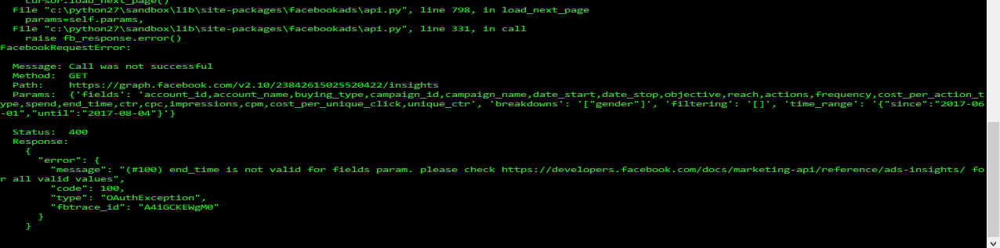 cursor.load_next_page()
File "c:\python27\sandbox\lib\site-packages\facebookads\api.py", line 798, in load_next_page
params=self.params,
File "c:\python27\sandbox\lib\site-packages\facebookads\api.py", line 331, in call
raise fb_response.error()
FacebookRequestError:
Message: Call was not successful
Method: GET
Path: https://graph.facebook.com/v2.10/23842615025520422/insights
Params: {'fields': 'account_id,account_name,buying_type,campaign_id,campaign_name,date_start,date_stop,objective,reach,actions,frequency,cost_per_action_t
ype,spend,end_time,ctr,cpc,impressions,cpm,cost_per_unique_click,unique_ctr', 'breakdowns': '["gender"]', 'filtering': '[]', 'time_range': '{"since":"2017-06
-01","until":"2017-08-04"}'}
Status: 400
Response:
{
"error": {
"message": "(#100) end_time is not valid for fields param. please check https://developers.facebook.com/docs/marketing-api/reference/ads-insights/ fo
r all valid values",
"code": 100,
"type": "OAuthException",
"fbtrace_id": "A4iGCKEWgM0"
}
}